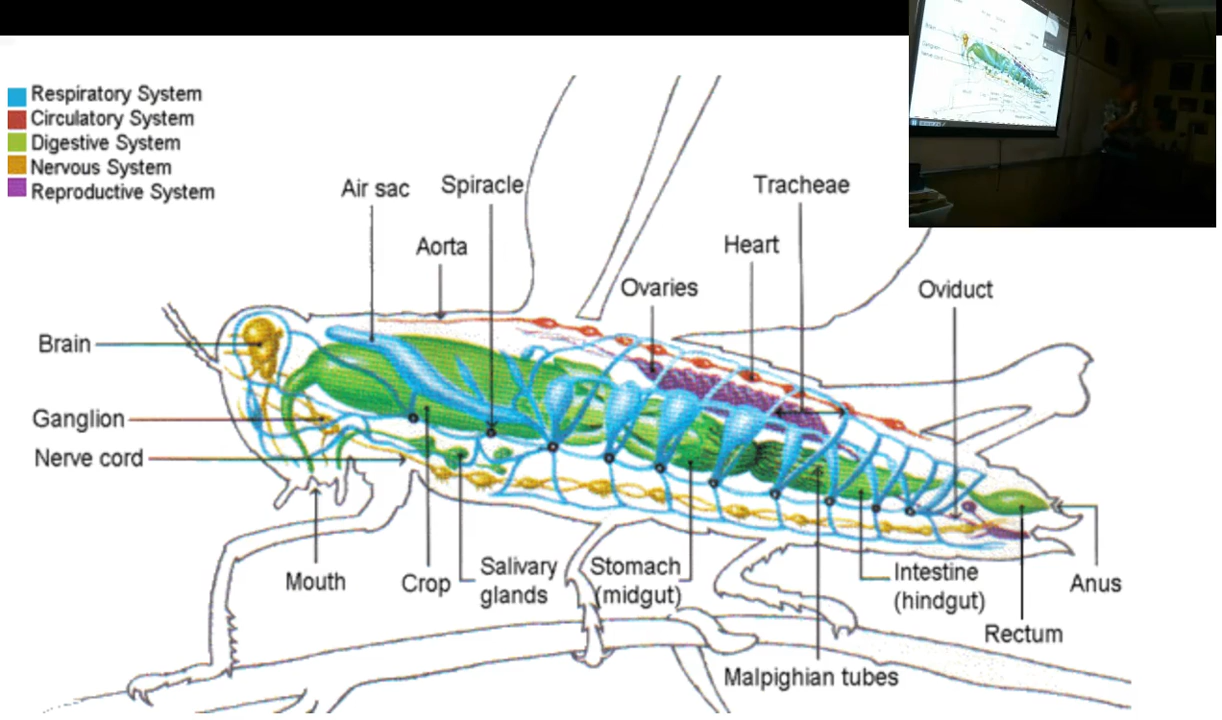 Respiratory System
Circulatory System
Digestive System
Nervous System
Reproductive System
Air sac
Spiracle
Tracheae
Aorta
Heart
Ovaries
Oviduct
Brain
Ganglion
Nerve cord
Mouth
Crop
Salivary
glands
Stomach
(midgut)
Intestine
(hindgut)
Anus
Rectum
Malpighian tubes